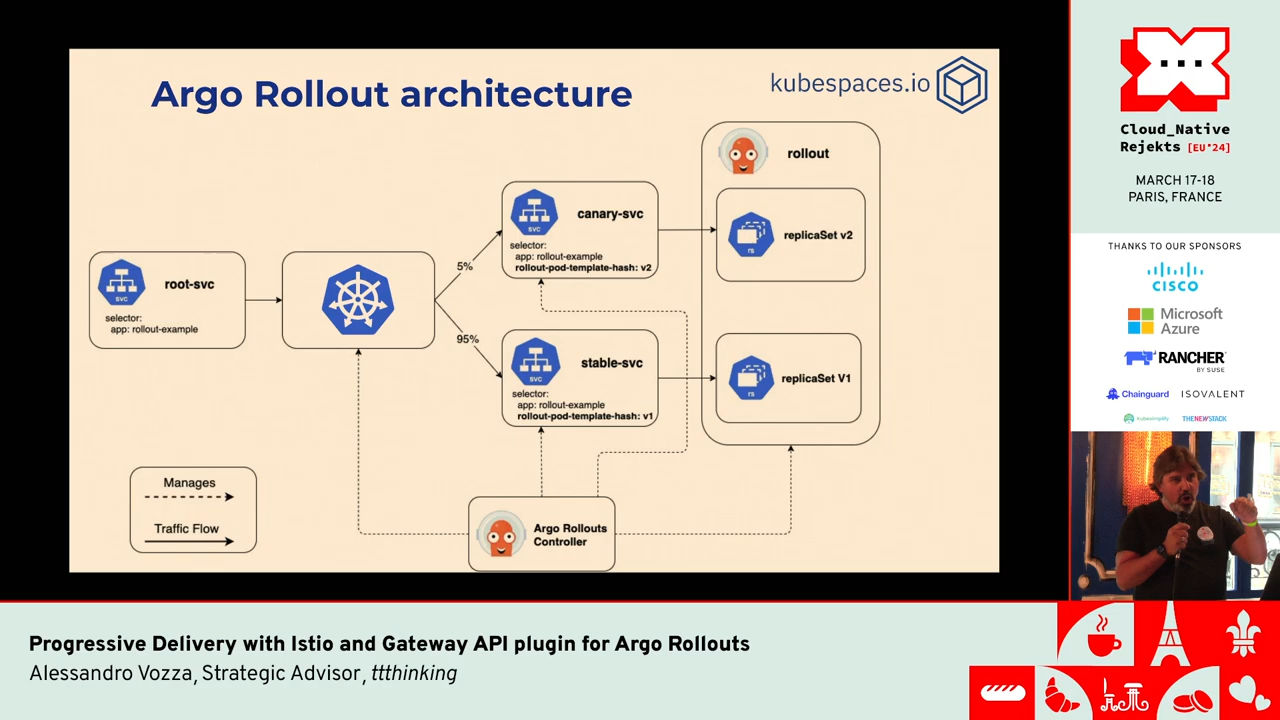 Argo Rollout architecture
kubespaces.io
rollout
canary-svc
svc
selector:
app: rollout-example
rollout-pod-template-hash: v2
replicaSet v2
rs
5%
root-svc
svc
selector:
app: rollout-example
95%
stable-svc
svc
selector:
app: rollout-example
rollout-pod-template-hash: v1
replicaSet V1
rs
Manages
Traffic Flow
Argo Rollouts
Controller
Cloud_Native
Rejekts [EU*24]
MARCH 17-18
PARIS, FRANCE
THANKS TO OUR SPONSORS
CISCO
Microsoft
Azure
RANCHER
BY SUSE
Chainguard
ISOVALENT
kubesimplify
THENEWSTACK
Progressive Delivery with Istio and Gateway API plugin for Argo Rollouts
Alessandro Vozza, Strategic Advisor, ttthinking